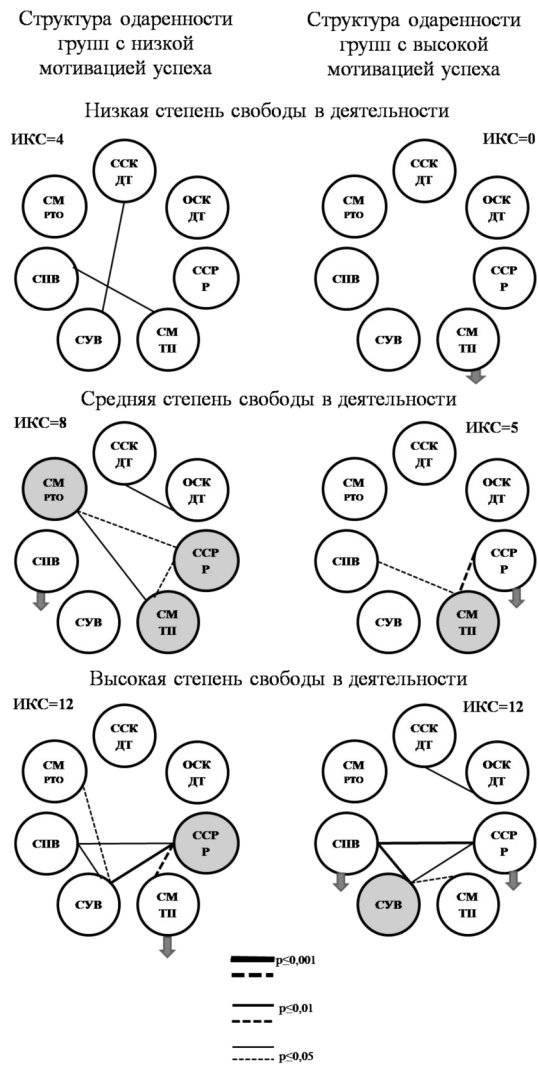 Структура одаренности
групп с низкой
мотивацией успеха
Структура одаренности
групп с высокой
мотивацией успеха
Низкая степень свободы в деятельности
ИКС=4
ССК
ДТ
СМ
РТО
ОСК
ДТ
СПВ
ССР
Р
СУВ
СМ
ТП
ИКС=0
ССК
ДТ
СМ
РТО
ОСК
ДТ
СПВ
ССР
Р
СУВ
СМ
ТП
Средняя степень свободы в деятельности
ИКС=8
ССК
ДТ
СМ
РТО
ОСК
ДТ
СПВ
ССР
Р
СУВ
СМ
ТП
ИКС=5
ССК
ДТ
СМ
РТО
ОСК
ДТ
СПВ
ССР
Р
СУВ
СМ
ТП
Высокая степень свободы в деятельности
ИКС=12
ССК
ДТ
СМ
РТО
ОСК
ДТ
СПВ
ССР
Р
СУВ
СМ
ТП
ИКС=12
ССК
ДТ
СМ
РТО
ОСК
ДТ
СПВ
ССР
Р
СУВ
СМ
ТП
p≤0,001
p≤0,01
p≤0,05